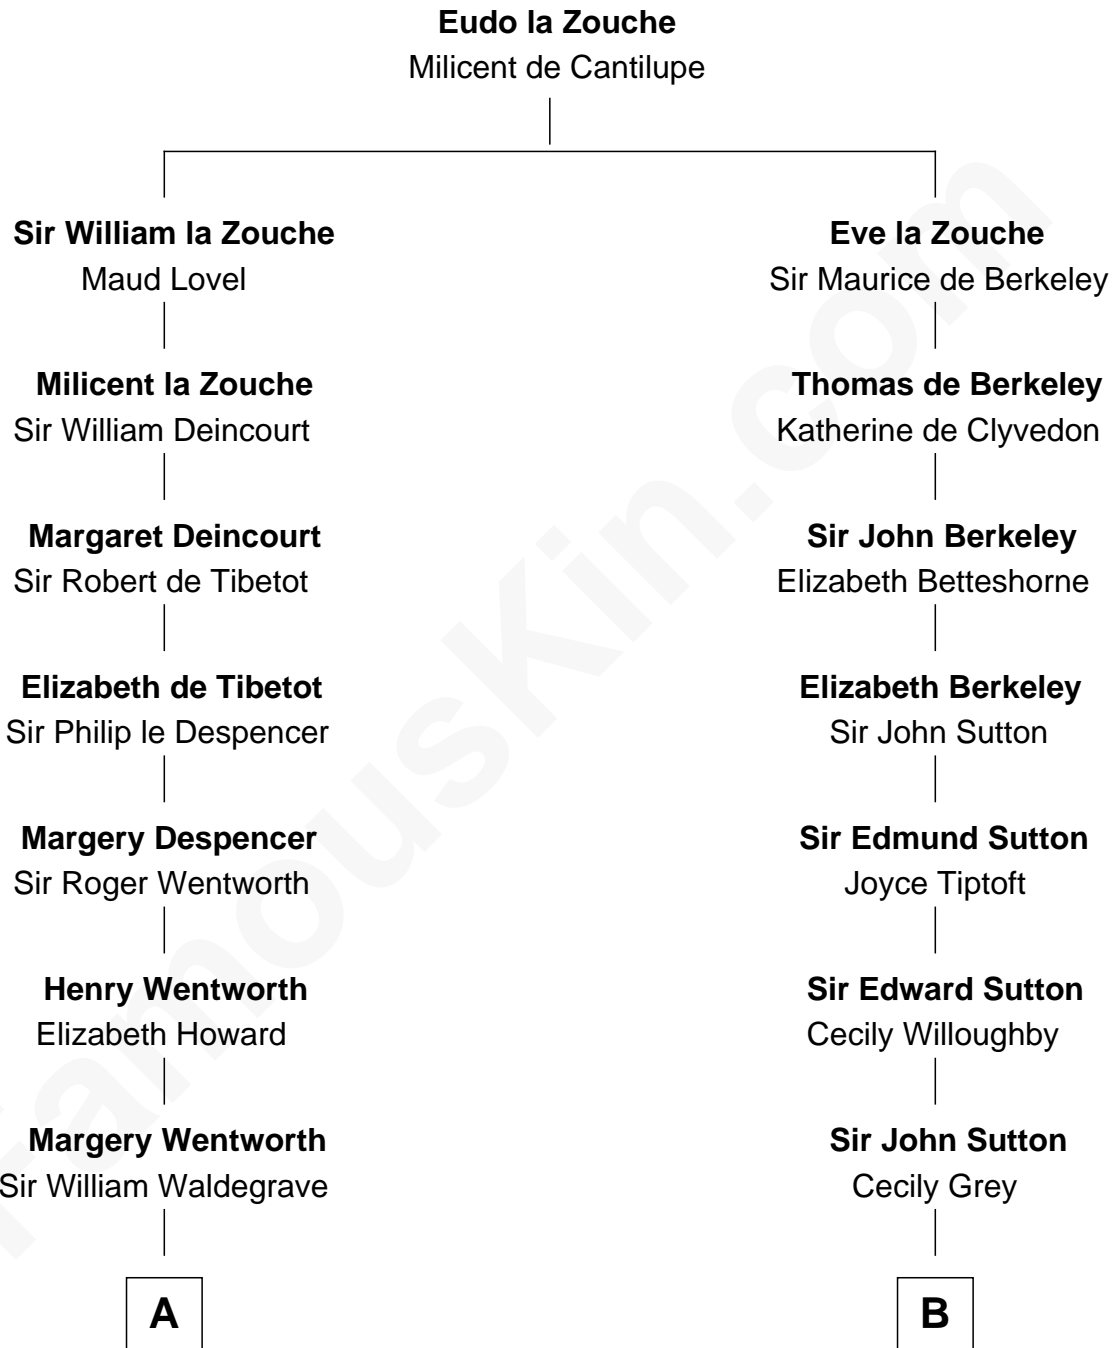 Eudo la Zouche
Milicent de Cantilupe
Sir William la Zouche
Maud Lovel
Milicent la Zouche
Sir William Deincourt
Margaret Deincourt
Sir Robert de Tibetot
Elizabeth de Tibetot
Sir Philip le Despencer
Margery Despencer
Sir Roger Wentworth
Henry Wentworth
Elizabeth Howard
Margery Wentworth
Sir William Waldegrave
A
Eve la Zouche
Sir Maurice de Berkeley
Thomas de Berkeley
Katherine de Clyvedon
Sir John Berkeley
Elizabeth Betteshorne
Elizabeth Berkeley
Sir John Sutton
Sir Edmund Sutton
Joyce Tiptoft
Sir Edward Sutton
Cecily Willoughby
Sir John Sutton
Cecily Grey
B
FamousKin.com